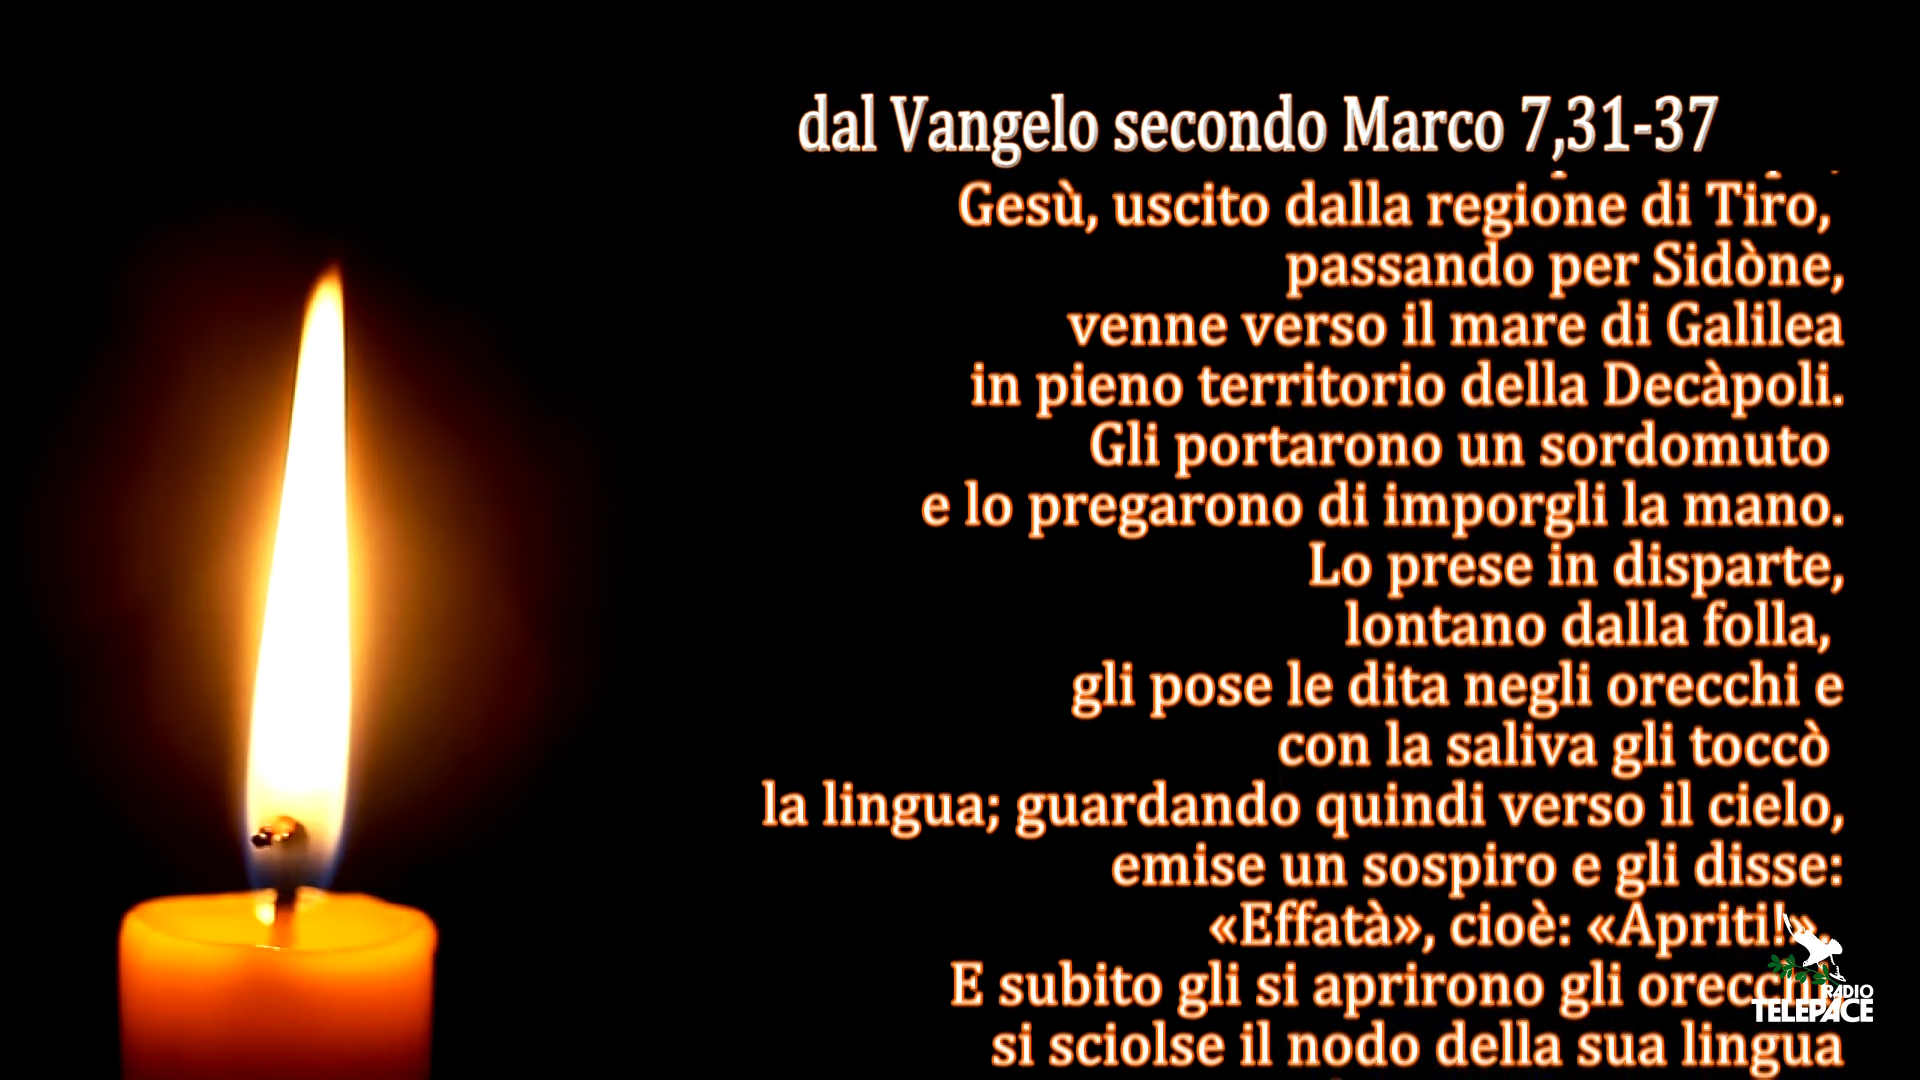 dal Vangelo secondo Marco 7,31-37
Gesù, uscito dalla regione di Tiro,
passando per Sidòne,
venne verso il mare di Galilea
in pieno territorio della Decàpoli.
Gli portarono un sordomuto
e lo pregarono di imporgli la mano.
Lo prese in disparte,
lontano dalla folla,
gli pose le dita negli orecchi e
con la saliva gli toccò
la lingua; guardando quindi verso il cielo,
emise un sospiro e gli disse:
«Effatà», cioè: «Apriti!».
E subito gli si aprirono gli orecchi,
si sciolse il nodo della sua lingua
RADIO
TELEPACE